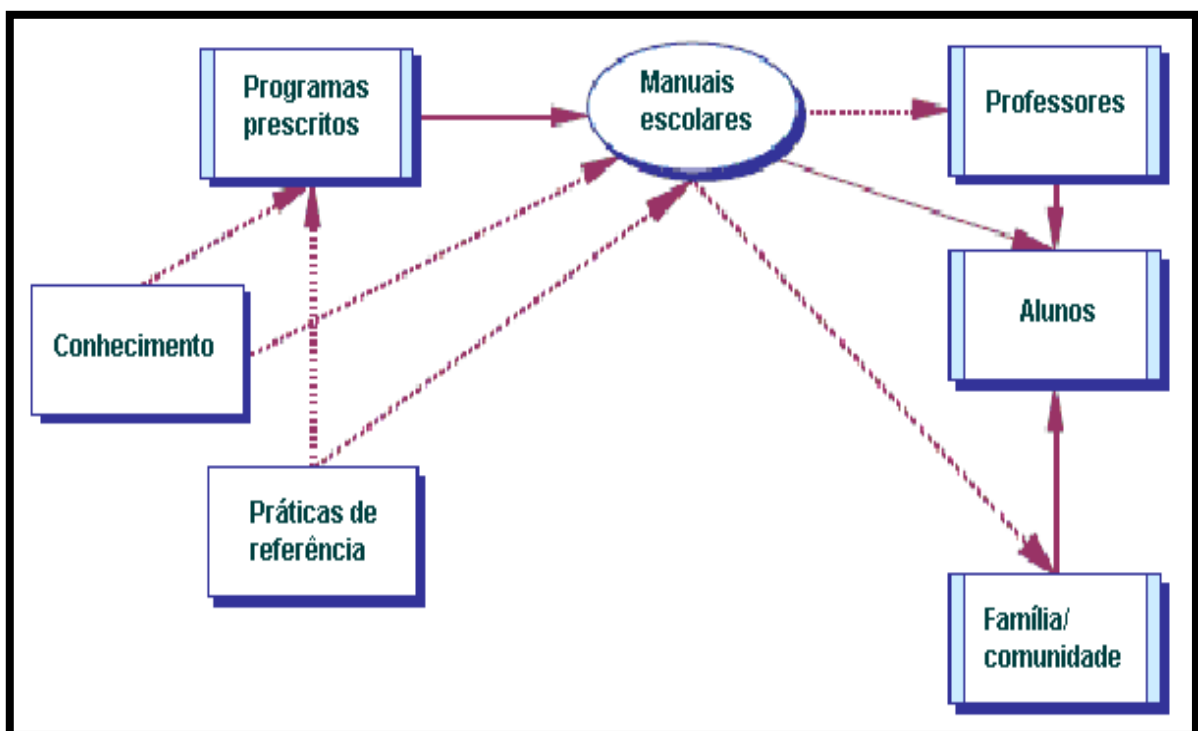 Programas
prescritos
Manuais
escolares
Professores
Conhecimento
Alunos
Práticas de
referência
Família/
comunidade